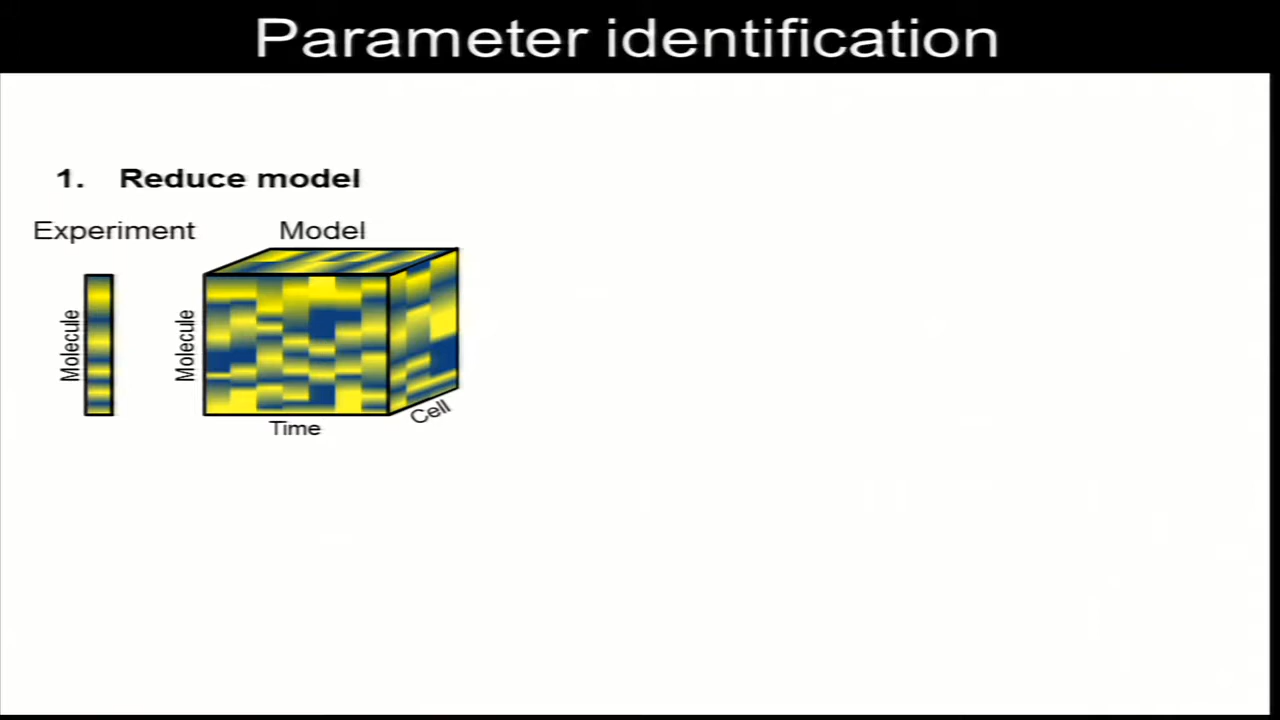 Parameter identification
1. Reduce model
Experiment Model
Molecule
Molecule
Time
Cell